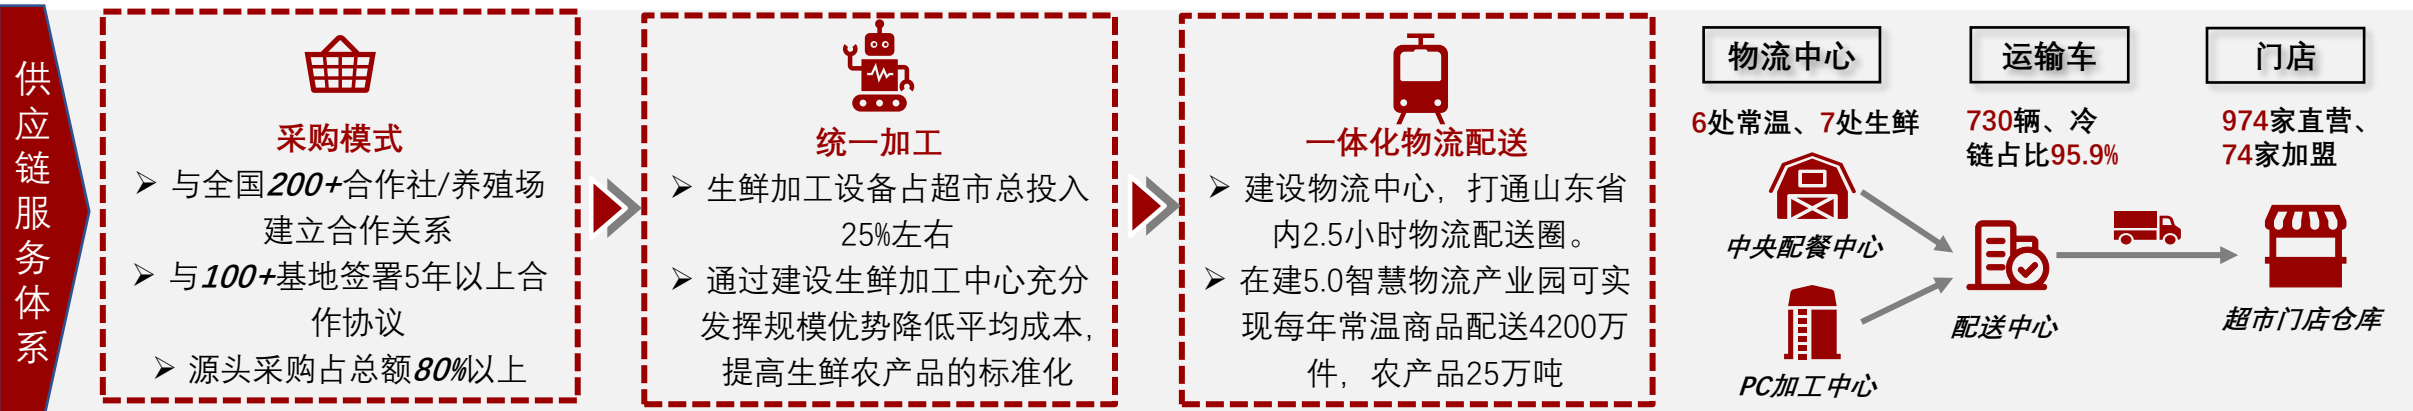 供应链服务体系
采购模式
➢ 与全国200+合作社/养殖场
建立合作关系
➢ 与100+基地签署5年以上合
作协议
➢ 源头采购占总额80%以上
统一加工
➢ 生鲜加工设备占超市总投入
25%左右
➢ 通过建设生鲜加工中心充分
发挥规模优势降低平均成本，
提高生鲜农产品的标准化
一体化物流配送
➢ 建设物流中心，打通山东省
内2.5小时物流配送圈。
➢ 在建5.0智慧物流产业园可实
现每年常温商品配送4200万
件，农产品25万吨
物流中心
6处常温、7处生鲜
运输车
730辆、冷
链占比95.9%
门店
974家直营、
74家加盟
中央配餐中心
PC加工中心
配送中心
超市门店仓库